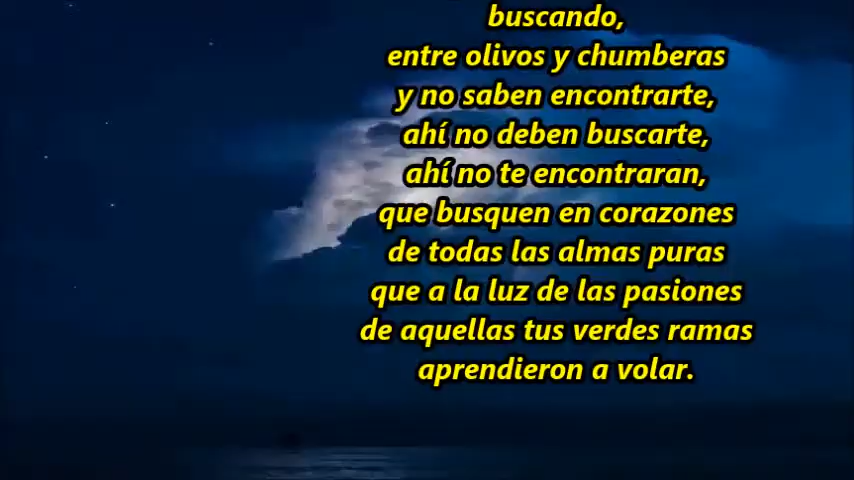 buscando,
entre olivos y chumberas
y no saben encontrarte,
ahí no deben buscarte,
ahí no te encontraran,
que busquen en corazones
de todas las almas puras
que a la luz de las pasiones
de aquellas tus verdes ramas
aprendieron a volar.